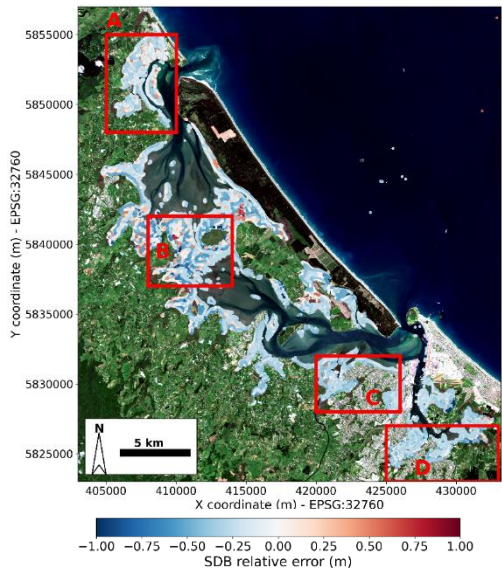 A
5855000
5850000
5845000
5840000
5835000
5830000
5825000
Y coordinate (m) - EPSG:32760
B
C
D
N
5 km
405000 410000 415000 420000 425000 430000
X coordinate (m) - EPSG:32760
−1.00 −0.75 −0.50 −0.25 0.00 0.25 0.50 0.75 1.00
SDB relative error (m)